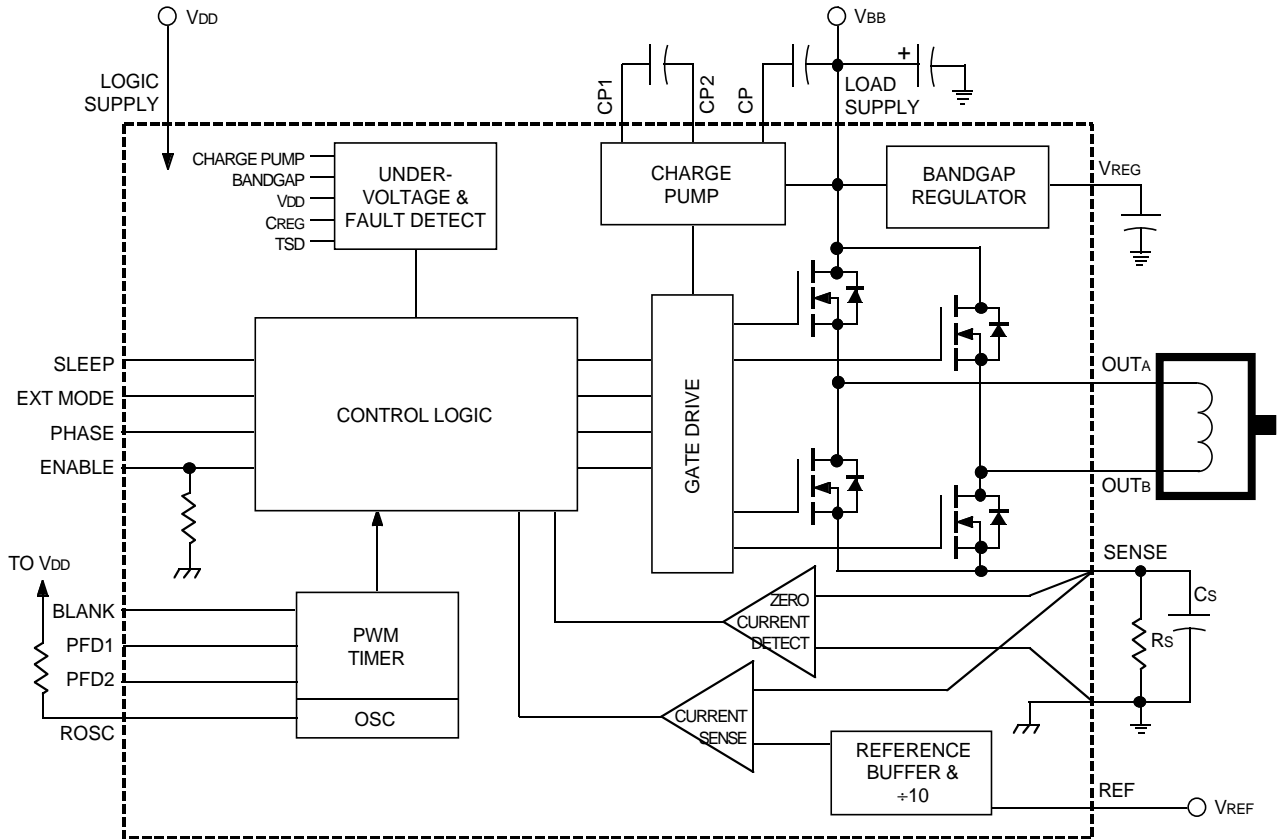 VDD
VBB
LOGIC
SUPPLY
CP1
CP2
CP
+
LOAD
SUPPLY
CHARGE PUMP
BANDGAP
VDD
CREG
TSD
UNDER-
VOLTAGE &
FAULT DETECT
CHARGE
PUMP
BANDGAP
REGULATOR
VREG
SLEEP
EXT MODE
PHASE
ENABLE
CONTROL LOGIC
GATE DRIVE
OUTA
OUTB
TO VDD
BLANK
PFD1
PFD2
ROSC
PWM
TIMER
OSC
ZERO
CURRENT
DETECT
CURRENT
SENSE
SENSE
CS
RS
REFERENCE
BUFFER &
÷10
REF
VREF